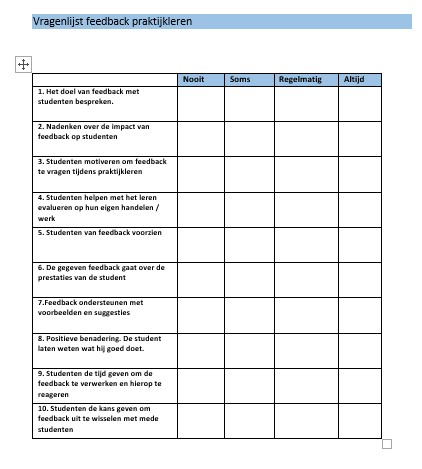 Vragenlijst feedback praktijkleren
Nooit Soms Regelmatig Altijd
1. Het doel van feedback met
studenten bespreken.
2. Nadenken over de impact van
feedback op studenten
3. Studenten motiveren om feedback
te vragen tijdens praktijkleren
4. Studenten helpen met het leren
evalueren op hun eigen handelen /
werk
5. Studenten van feedback voorzien
6. De gegeven feedback gaat over de
prestaties van de student
7.Feedback ondersteunen met
voorbeelden en suggesties
8. Positieve benadering. De student
laten weten wat hij goed doet.
9. Studenten de tijd geven om de
feedback te verwerken en hierop te
reageren
10. Studenten de kans geven om
feedback uit te wisselen met mede
studenten